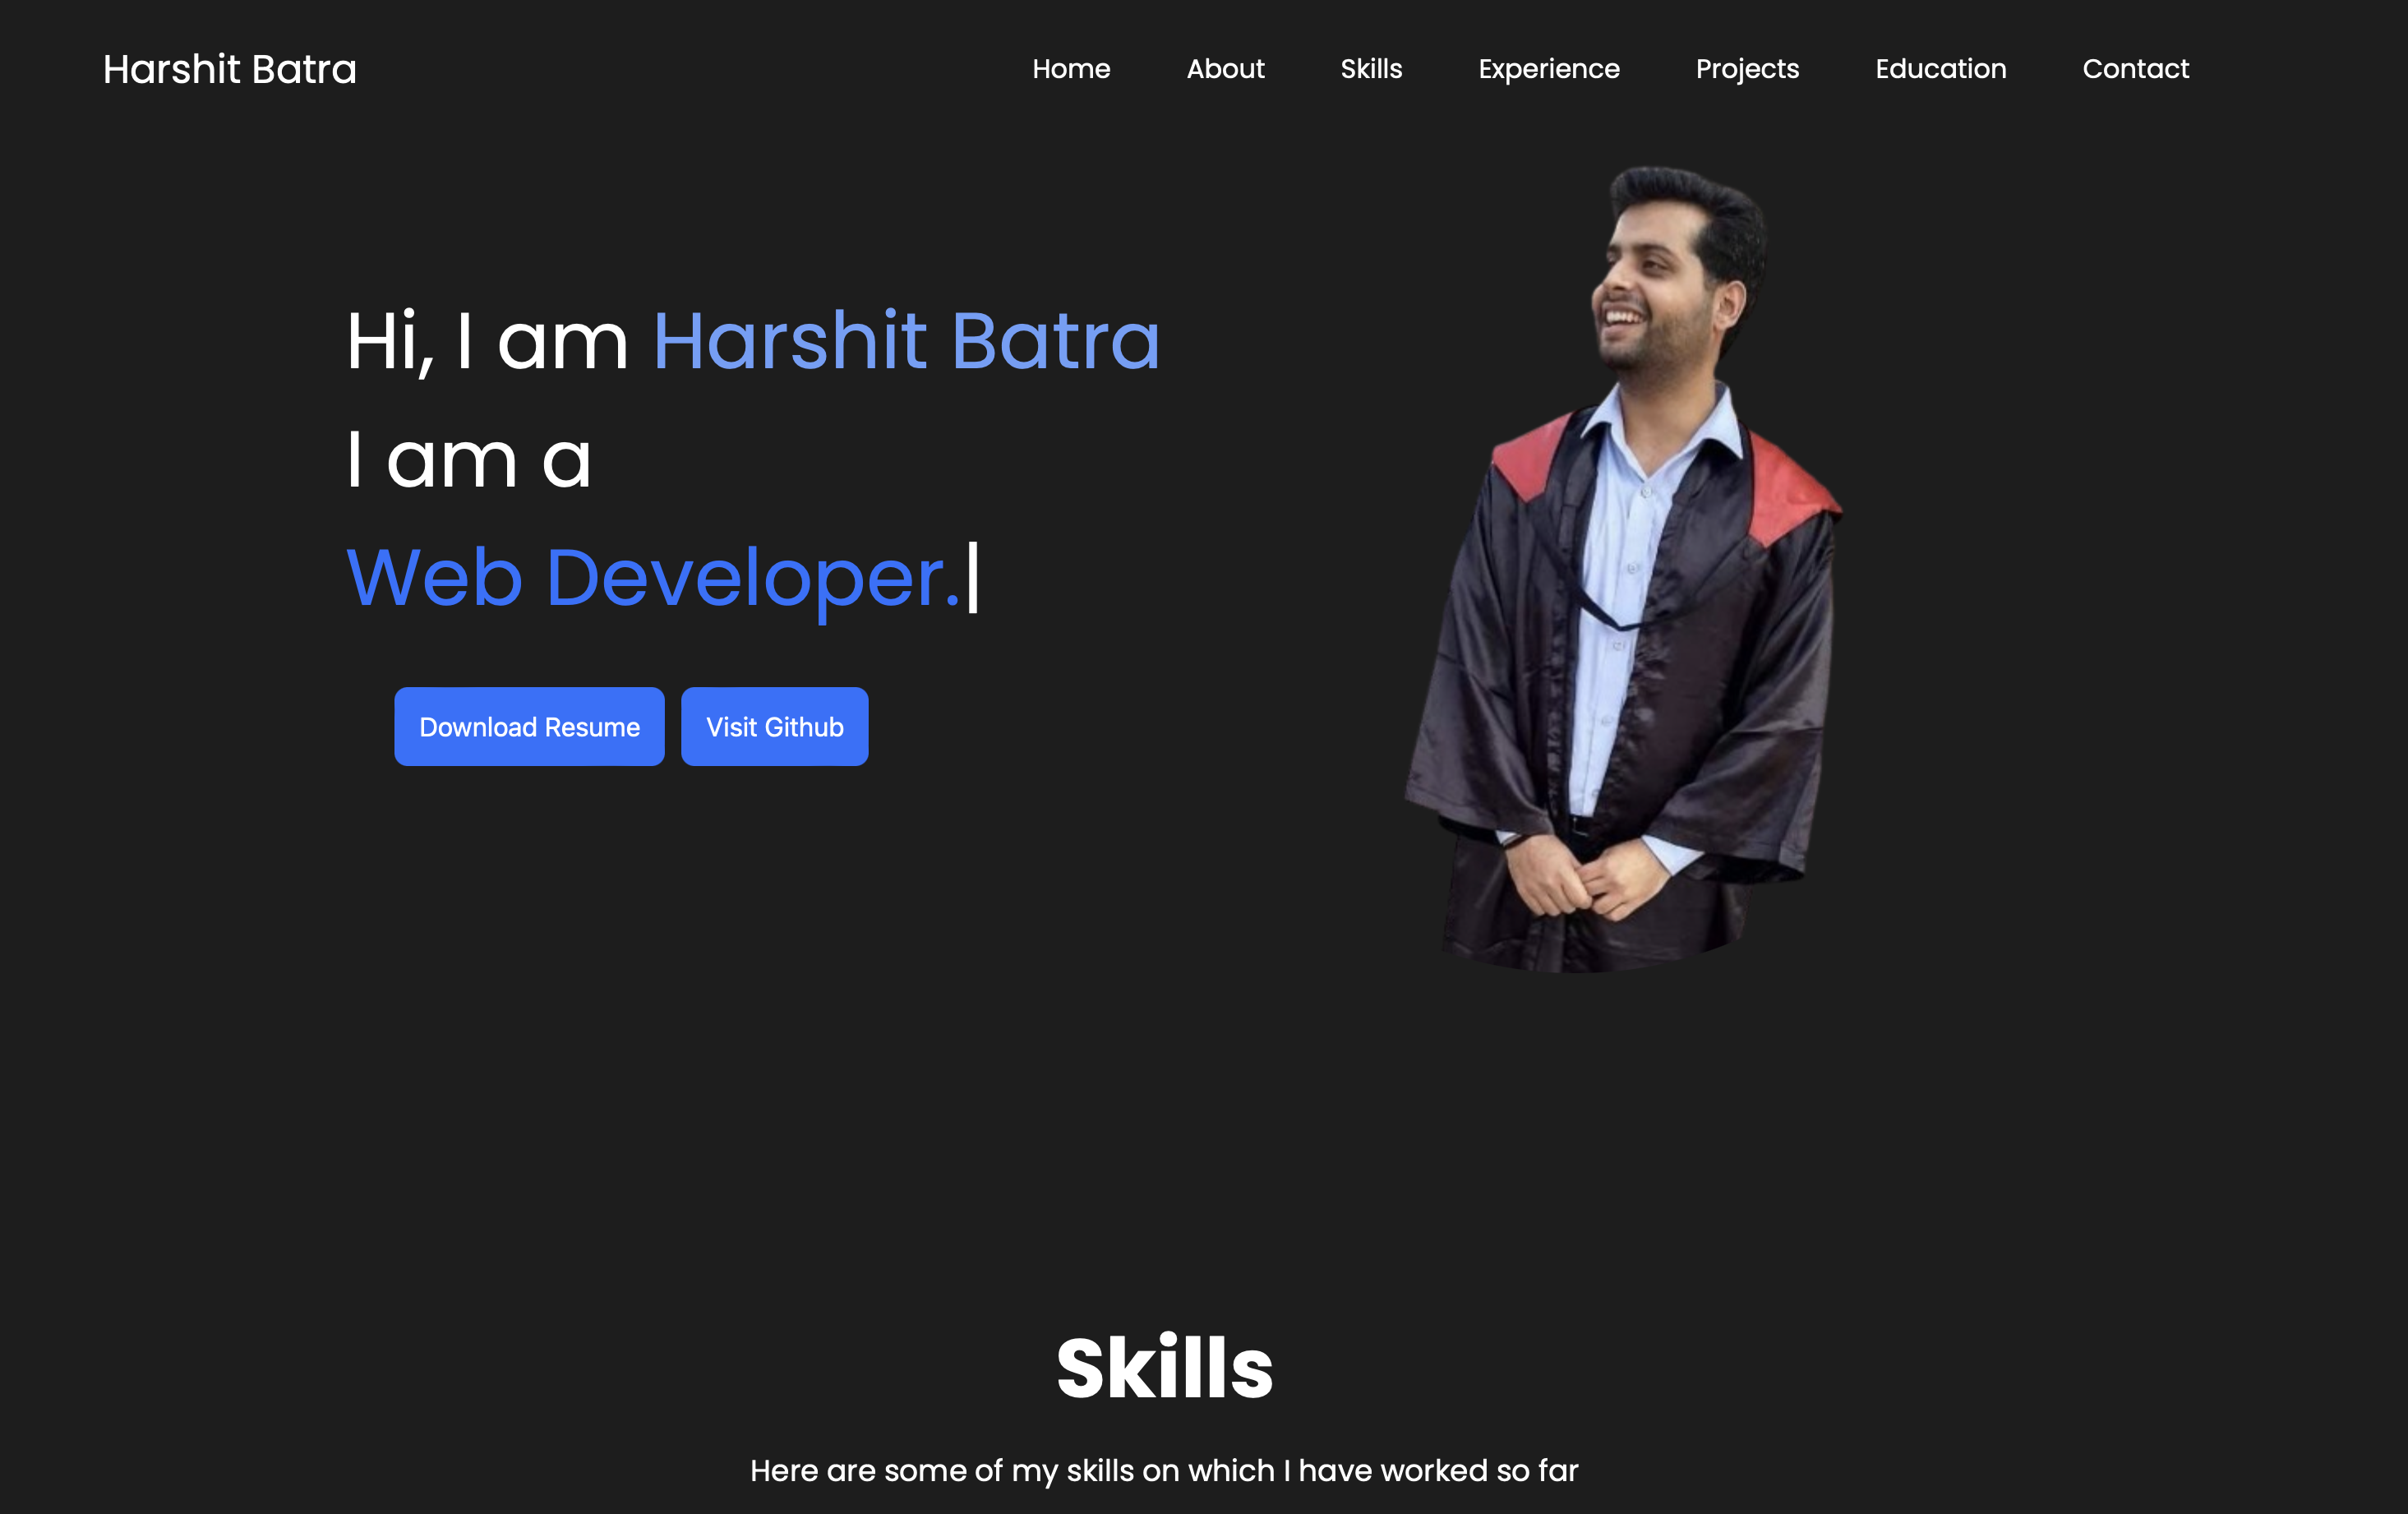 Harshit Batra
Home About Skills Experience Projects Education Contact
Hi, I am Harshit Batra
I am a
Web Developer.|
Download Resume Visit Github
Skills
Here are some of my skills on which I have worked so far